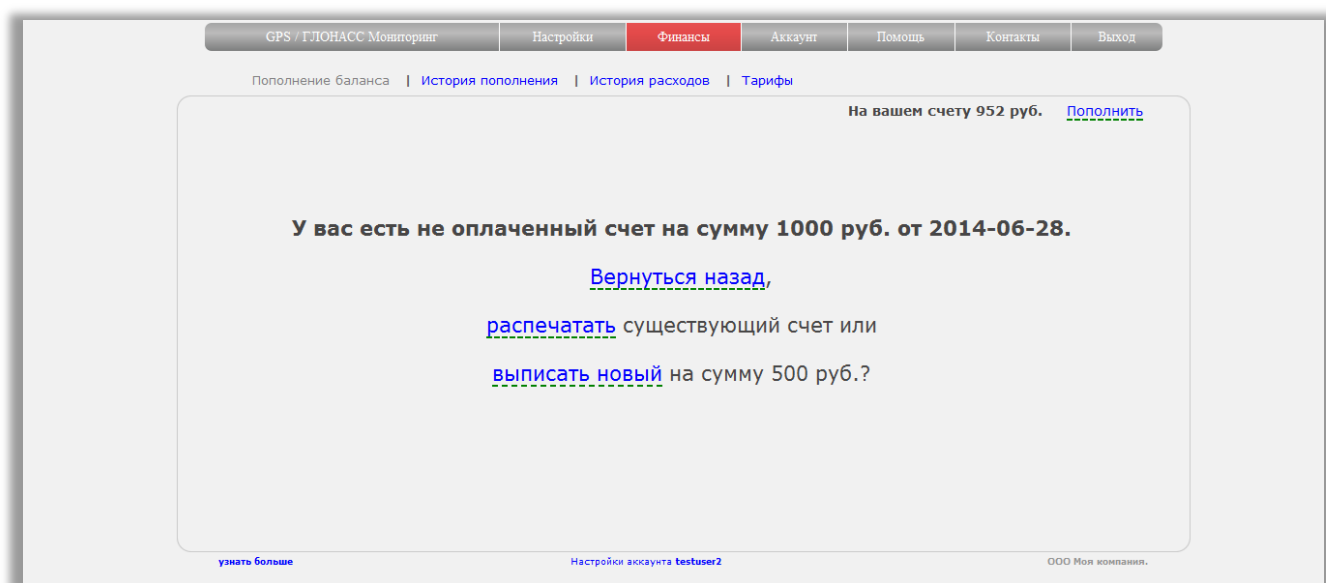 GPS / ГЛОНАСС Мониторинг Настройки Финансы Аккаунт Помощь Контакты Выход
Пополнение баланса | История пополнения | История расходов | Тарифы
На вашем счету 952 руб. Пополнить
У вас есть не оплаченный счет на сумму 1000 руб. от 2014-06-28.
Вернуться назад,
распечатать существующий счет или
выписать новый на сумму 500 руб.?
узнать больше Настройки аккаунта testuser2 ООО Моя компания.